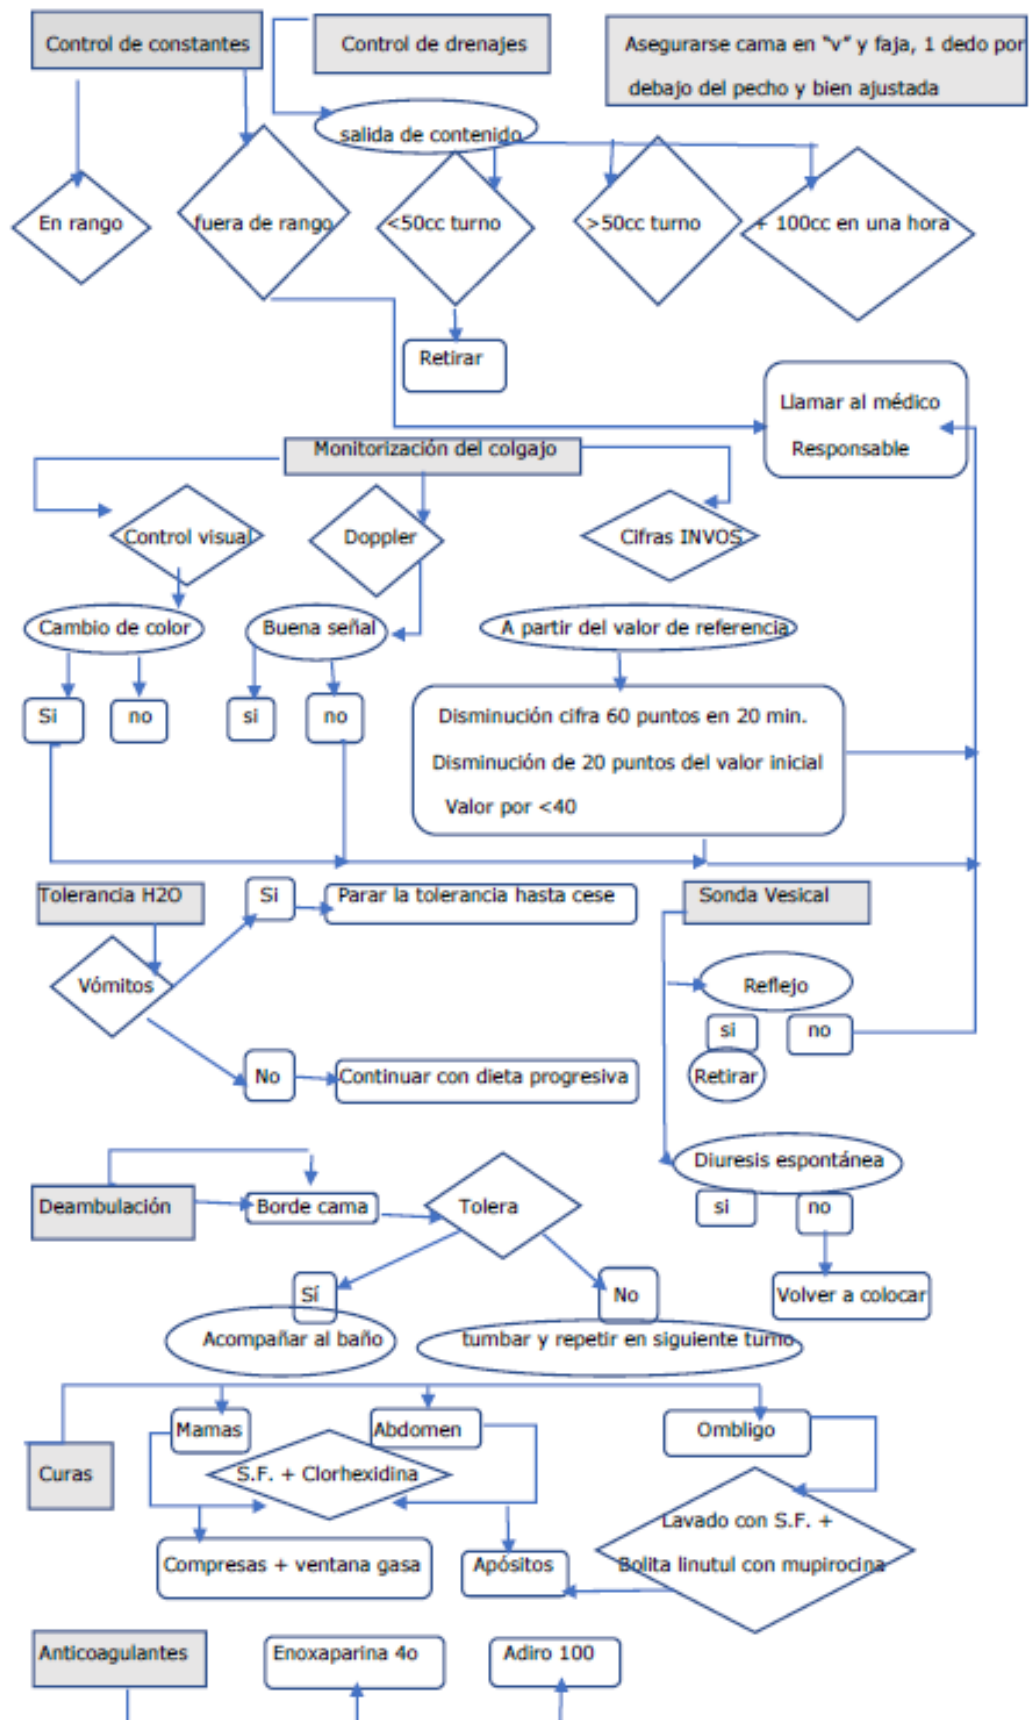 Control de constantes
Control de drenajes
Asegurarse cama en "v" y faja, 1 dedo por
debajo del pecho y bien ajustada
salida de contenido
En rango
fuera de rango
<50cc turno
>50cc turno
+ 100cc en una hora
Retirar
Llamar al médico
Responsable
Monitorización del colgajo
Control visual
Doppler
Cifras INVOS
Cambio de color
Buena señal
A partir del valor de referencia
Si
no
si
no
Disminución cifra 60 puntos en 20 min.
Disminución de 20 puntos del valor inicial
Valor por <40
Tolerancia H2O
Si
Parar la tolerancia hasta cese
Sonda Vesical
Vómitos
Reflejo
si
no
No
Continuar con dieta progresiva
Retirar
Diuresis espontánea
si
no
Deambulación
Borde cama
Tolera
Sí
No
Volver a colocar
Acompañar al baño
tumbar y repetir en siguiente turno
Mamas
Abdomen
Ombligo
Curas
S.F. + Clorhexidina
Lavado con S.F. +
Bolita linutul con mupirocina
Compresas + ventana gasa
Apósitos
Anticoagulantes
Enoxaparina 4o
Adiro 100